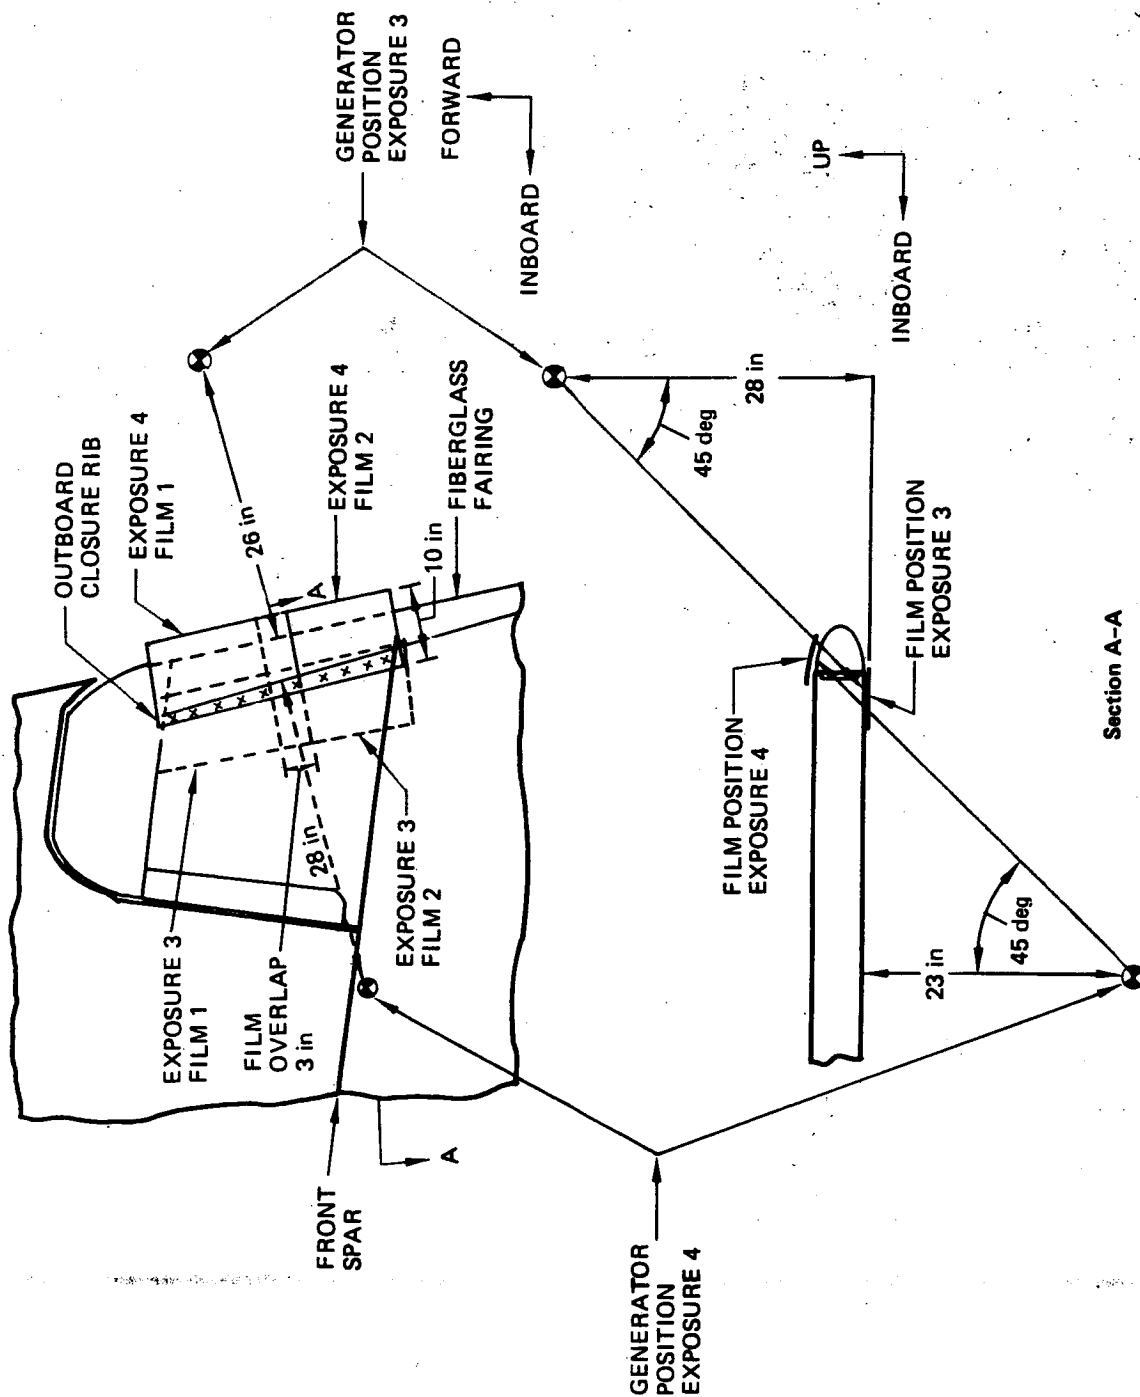 GENERATOR
POSITION
EXPOSURE 3
FORWARD
INBOARD
OUTBOARD
CLOSURE RIB
EXPOSURE 4
FILM 1
26 in
EXPOSURE 4
FILM 2
A
10 in
FIBERGLASS
FAIRING
28 in
EXPOSURE 3
FILM 1
FILM
OVERLAP
3 in
EXPOSURE 3
FILM 2
FRONT
SPAR
A
UP
INBOARD
28 in
45 deg
FILM POSITION
EXPOSURE 3
FILM POSITION
EXPOSURE 4
23 in
45 deg
GENERATOR
POSITION
EXPOSURE 4
Section A-A